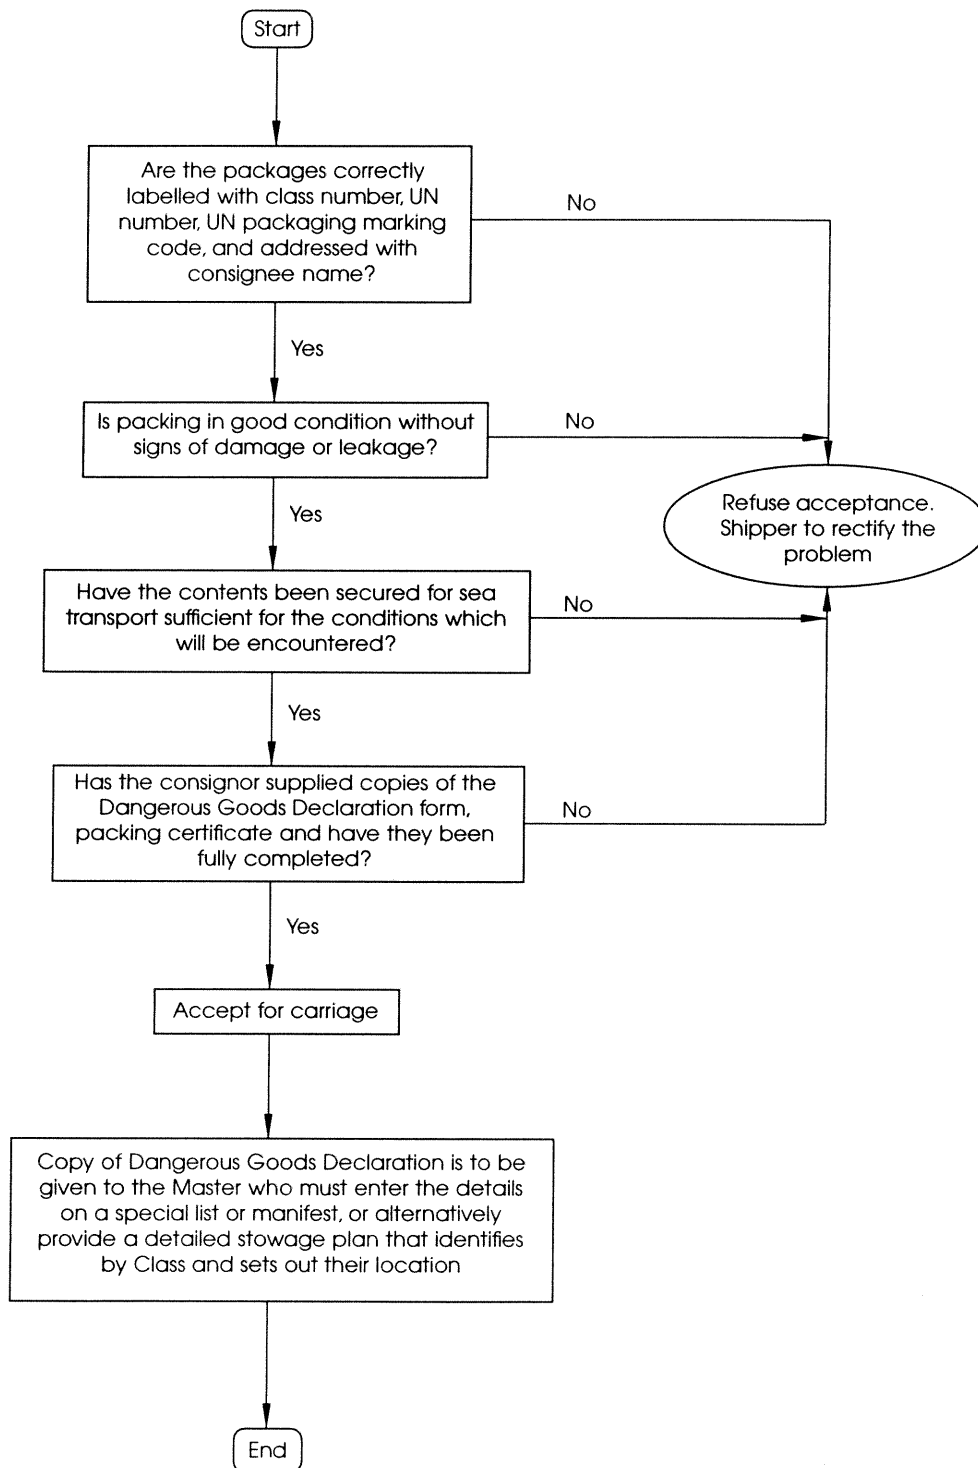 Start
Are the packages correctly
labelled with class number, UN
number, UN packaging marking
code, and addressed with
consignee name?
No
Yes
Is packing in good condition without
signs of damage or leakage?
No
Refuse acceptance.
Shipper to rectify the
problem
Yes
Have the contents been secured for sea
transport sufficient for the conditions which
will be encountered?
No
Yes
Has the consignor supplied copies of the
Dangerous Goods Declaration form,
packing certificate and have they been
fully completed?
No
Yes
Accept for carriage
Copy of Dangerous Goods Declaration is to be
given to the Master who must enter the details
on a special list or manifest, or alternatively
provide a detailed stowage plan that identifies
by Class and sets out their location
End